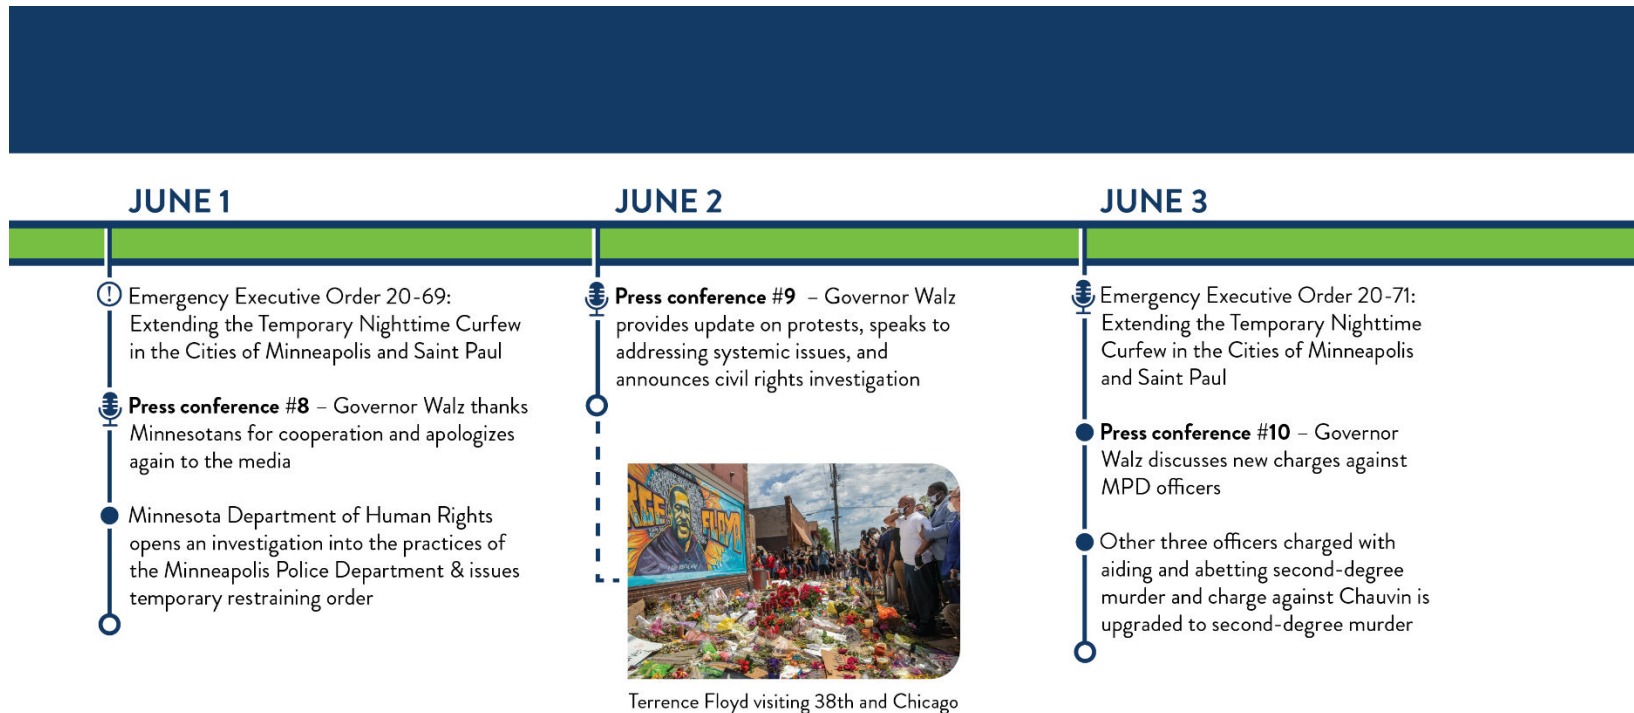 JUNE 1
Emergency Executive Order 20-69:
Extending the Temporary Nighttime Curfew
in the Cities of Minneapolis and Saint Paul
Press conference #8 – Governor Walz thanks
Minnesotans for cooperation and apologizes
again to the media
Minnesota Department of Human Rights
opens an investigation into the practices of
the Minneapolis Police Department & issues
temporary restraining order
JUNE 2
Press conference #9 – Governor Walz
provides update on protests, speaks to
addressing systemic issues, and
announces civil rights investigation
RGE FLOYD
Terrence Floyd visiting 38th and Chicago
JUNE 3
Emergency Executive Order 20-71:
Extending the Temporary Nighttime
Curfew in the Cities of Minneapolis
and Saint Paul
Press conference #10 – Governor
Walz discusses new charges against
MPD officers
Other three officers charged with
aiding and abetting second-degree
murder and charge against Chauvin is
upgraded to second-degree murder